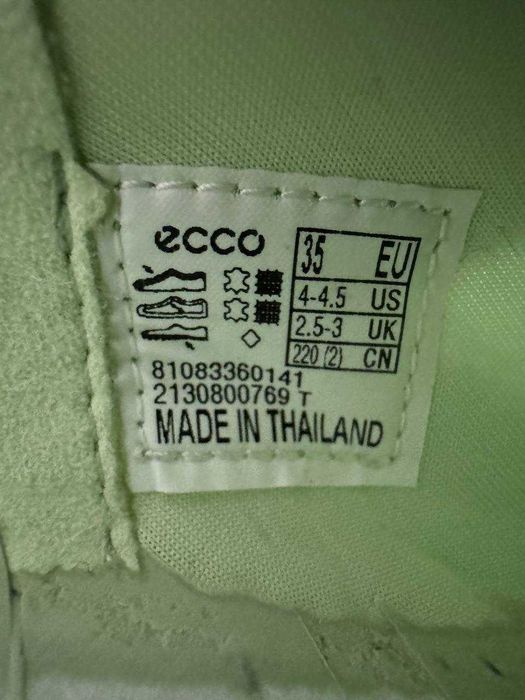 ecco
35 EU
4-4.5 US
2.5-3 UK
220 (2) CN
81083360141
2130800769 T
MADE IN THAILAND